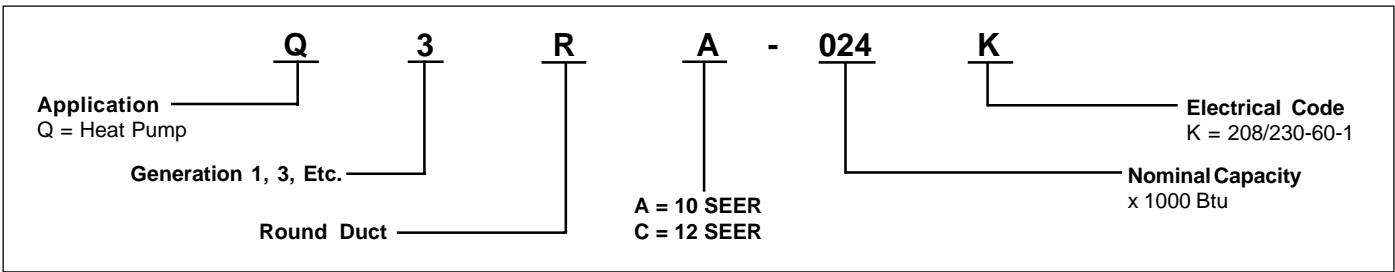 Q 3 R A - 024 K
Application
Q = Heat Pump
Electrical Code
K = 208/230-60-1
Generation 1, 3, Etc.
Nominal Capacity
x 1000 Btu
A = 10 SEER
C = 12 SEER
Round Duct